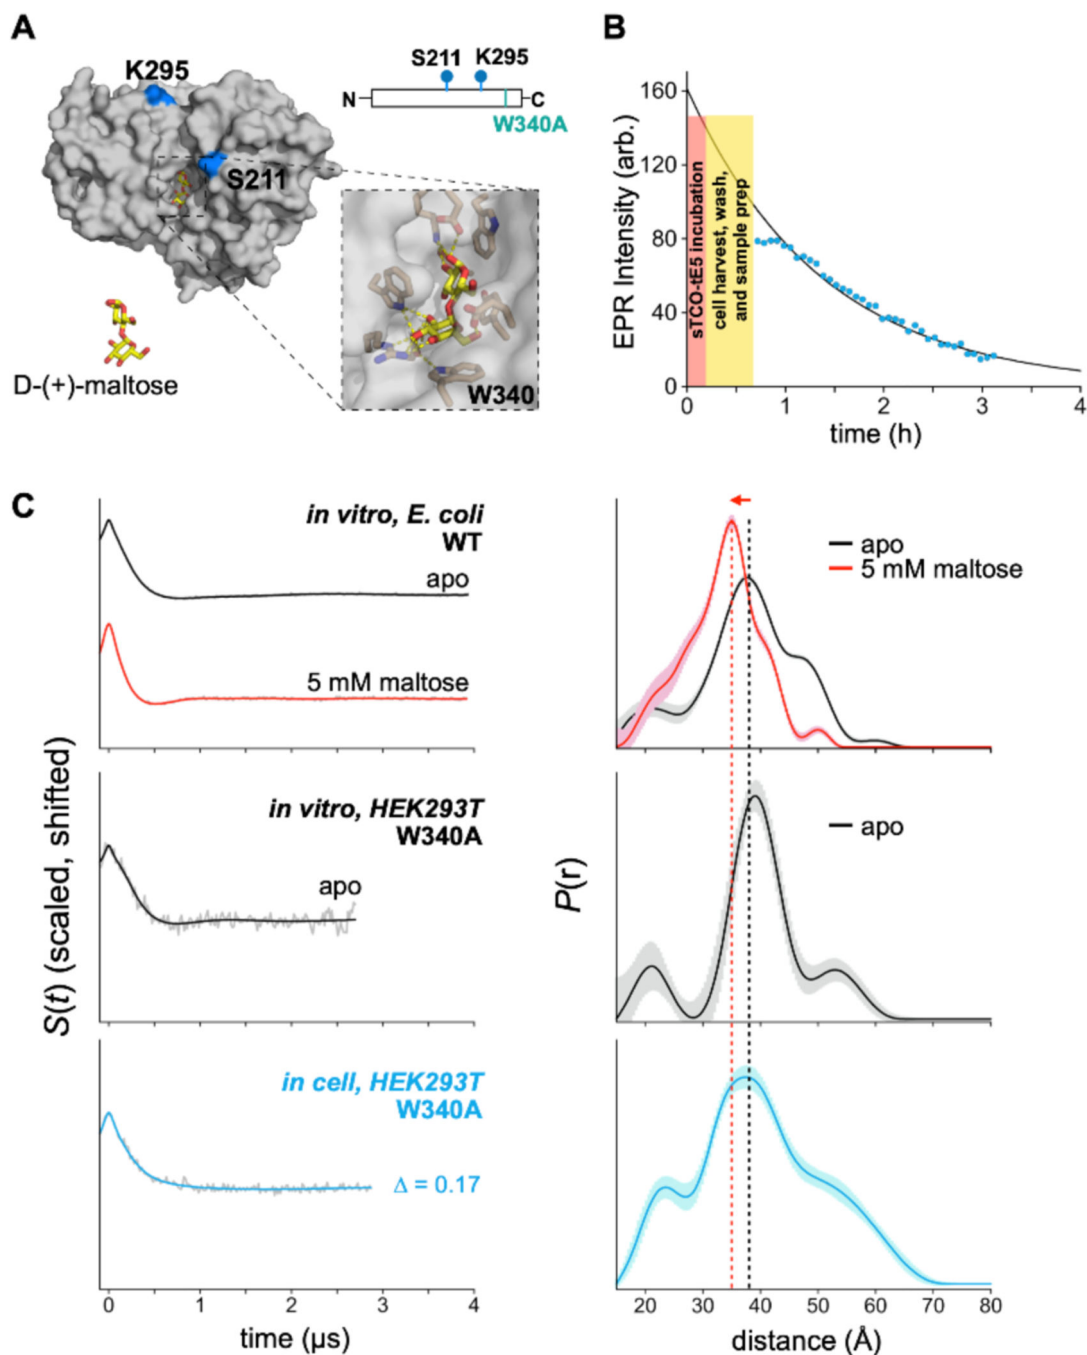 A
K295
S211
D-(+)-maltose
S211 K295
N C
W340A
W340
B
EPR Intensity (arb.)
160
120
80
40
0
sTCO-tE5 incubation
cell harvest, wash,
and sample prep
0 1 2 3 4
time (h)
C
S(t) (scaled, shifted)
in vitro, E. coli
WT
apo
5 mM maltose
in vitro, HEK293T
W340A
apo
in cell, HEK293T
W340A
Δ = 0.17
0 1 2 3 4
time (µs)
P(r)
apo
5 mM maltose
apo
20 30 40 50 60 70 80
distance (Å)